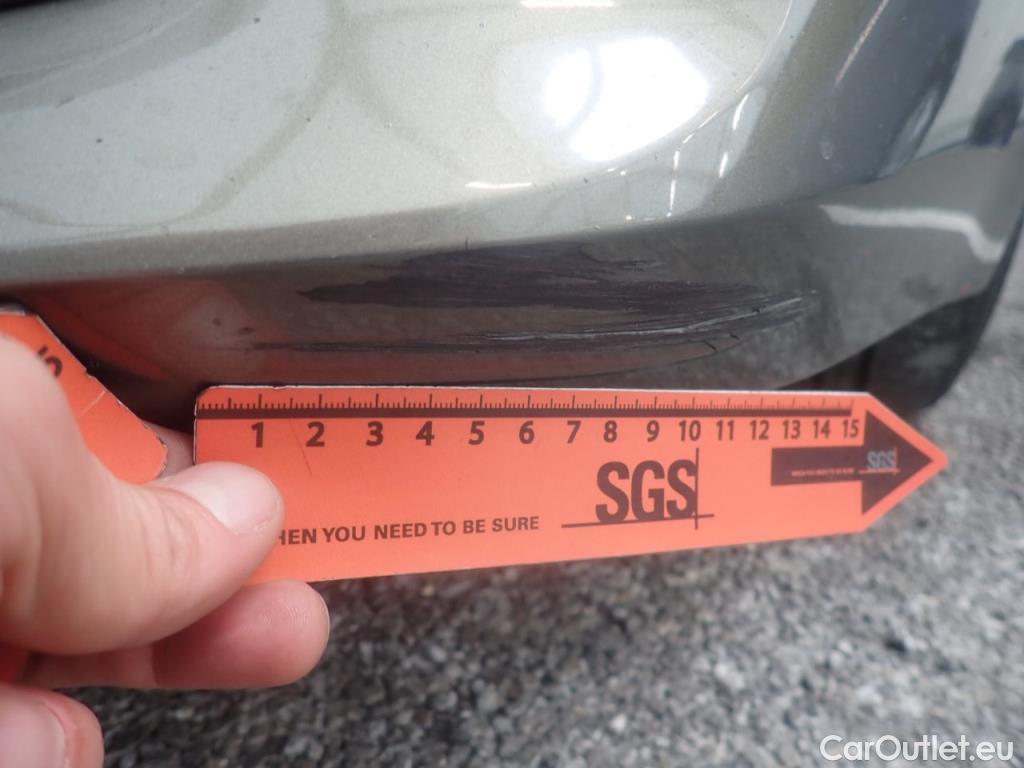 S
1 2 3 4 5 6 7 8 9 10 11 12 13 14 15
SGS
SGS
HEN YOU NEED TO BE SURE
CarOutlet.eu